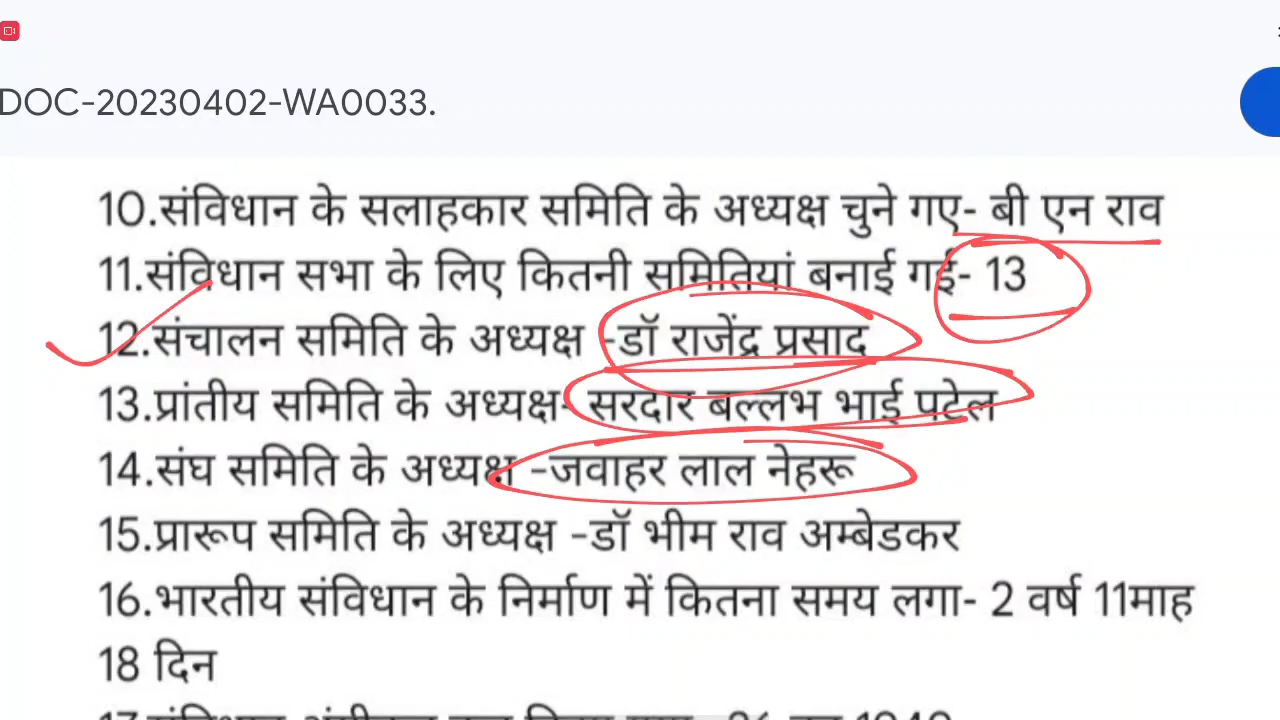 DOC-20230402-WA0033.
10.संविधान के सलाहकार समिति के अध्यक्ष चुने गए- बी एन राव
11.संविधान सभा के लिए कितनी समितियां बनाई गई- 13
12.संचालन समिति के अध्यक्ष -डॉ राजेंद्र प्रसाद
13.प्रांतीय समिति के अध्यक्ष- सरदार बल्लभ भाई पटेल
14.संघ समिति के अध्यक्ष -जवाहर लाल नेहरू
15.प्रारूप समिति के अध्यक्ष -डॉ भीम राव अम्बेडकर
16.भारतीय संविधान के निर्माण में कितना समय लगा- 2 वर्ष 11माह
18 दिन